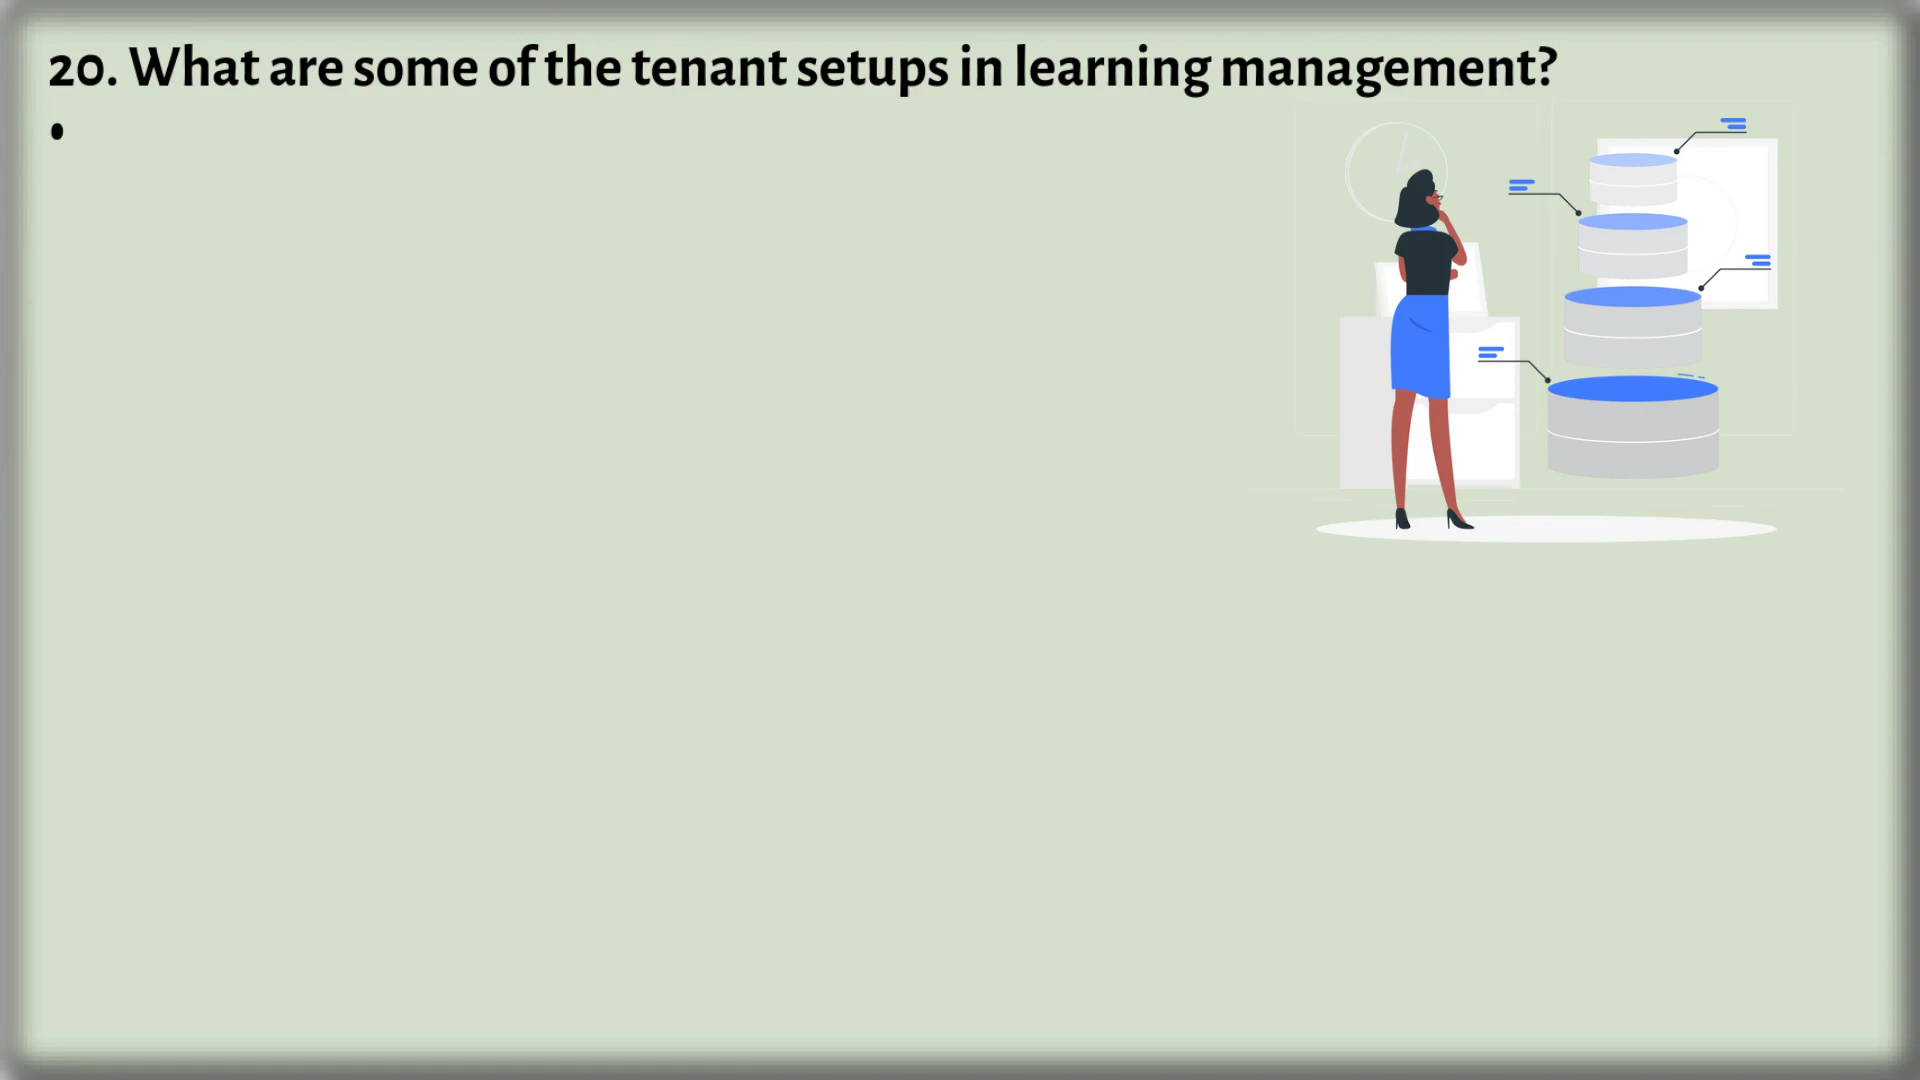 20. What are some of the tenant setups in learning management?
•